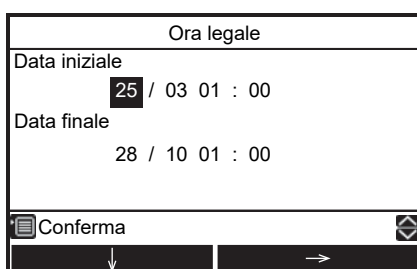 Ora legale
Data iniziale
25 / 03 01 : 00
Data finale
28 / 10 01 : 00
Conferma
↓ →